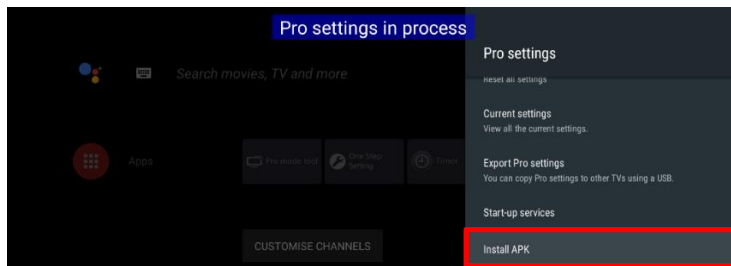 Pro settings in process
Pro settings
Search movies, TV and more
Reset all settings
Current settings
View all the current settings.
Apps
Pro mode tool
One Step
Setting
Timer
Export Pro settings
You can copy Pro settings to other TVs using a USB.
Start-up services
CUSTOMISE CHANNELS
Install APK